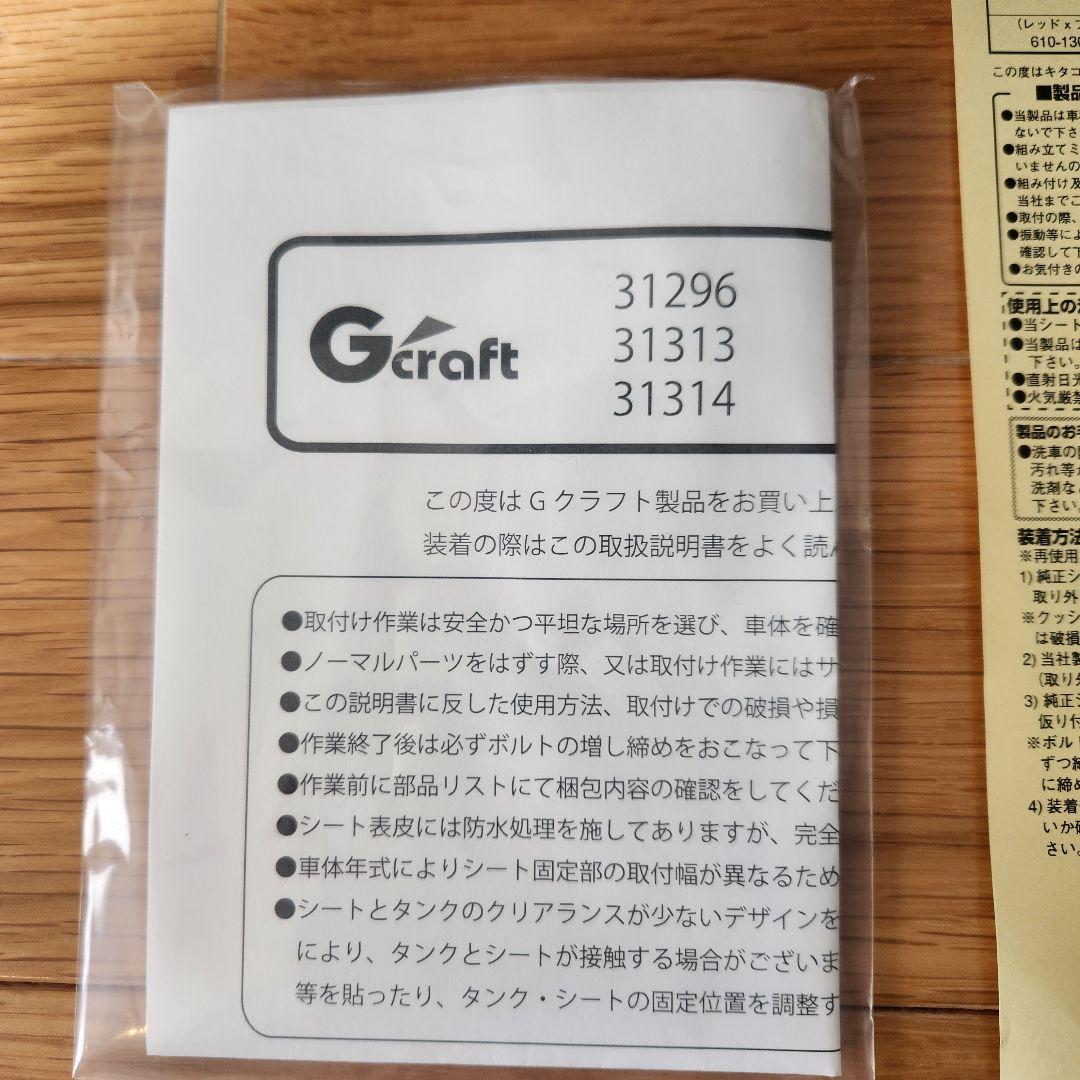 Gcraft
31296
31313
31314
この度は G クラフト製品をお買い上
装着の際はこの取扱説明書をよく読
●取付け作業は安全かつ平坦な場所を選び、車体を確
●ノーマルパーツをはずす際、又は取付け作業にはサ
●この説明書に反した使用方法、取付けでの破損や損
●作業終了後は必ずボルトの増し締めをおこなって下
●作業前に部品リストにて梱包内容の確認をしてくだ
●シート表皮には防水処理を施してありますが、完全
●車体年式によりシート固定部の取付幅が異なるため
●シートとタンクのクリアランスが少ないデザインを
により、タンクとシートが接触する場合がございま
等を貼ったり、タンク・シートの固定位置を調整す
(レッドx
610-130
この度はキタコ
■製品
●当製品は車
ないで下さ
●組み立てミ
いませんの
●組み付け及
当社までご
●取付の際、
●振動等によ
確認して下
●お気付きの
使用上の注
●当シート
●当製品は
下さい。
●直射日光
●火気厳禁
製品のお手
●洗車の際
汚れ等が
洗剤など
下さい。
装着方法
※再使用
1) 純正シ
取り外
※クッシ
は破損
2) 当社製
(取り外
3) 純正シ
仮り付
※ボルト
ずつ締
に締め
4) 装着
いか確
さい。